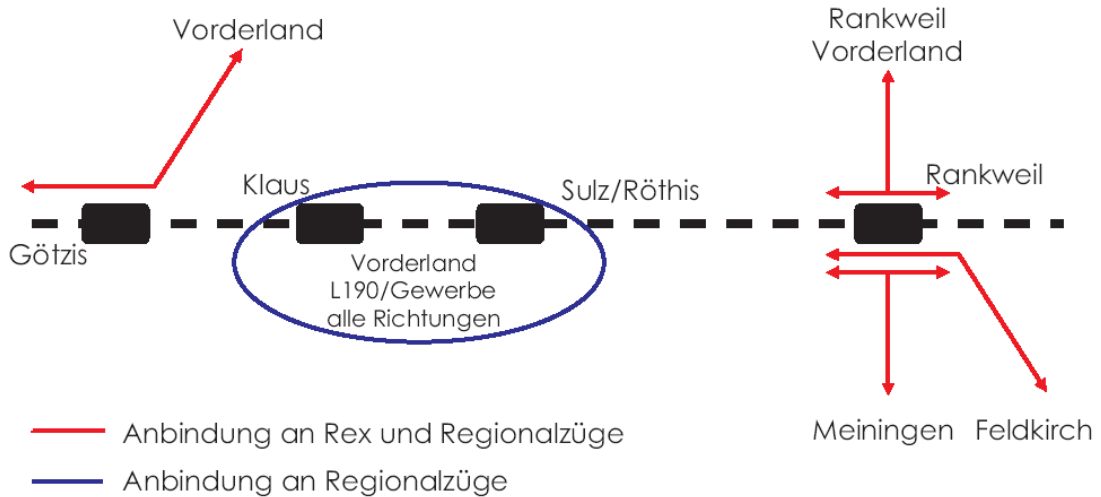 Vorderland
Rankweil
Vorderland
Klaus
Sulz/Röthis
Rankweil
Götzis
Vorderland
L190/Gewerbe
alle Richtungen
Meiningen
Feldkirch
Anbindung an Rex und Regionalzüge
Anbindung an Regionalzüge